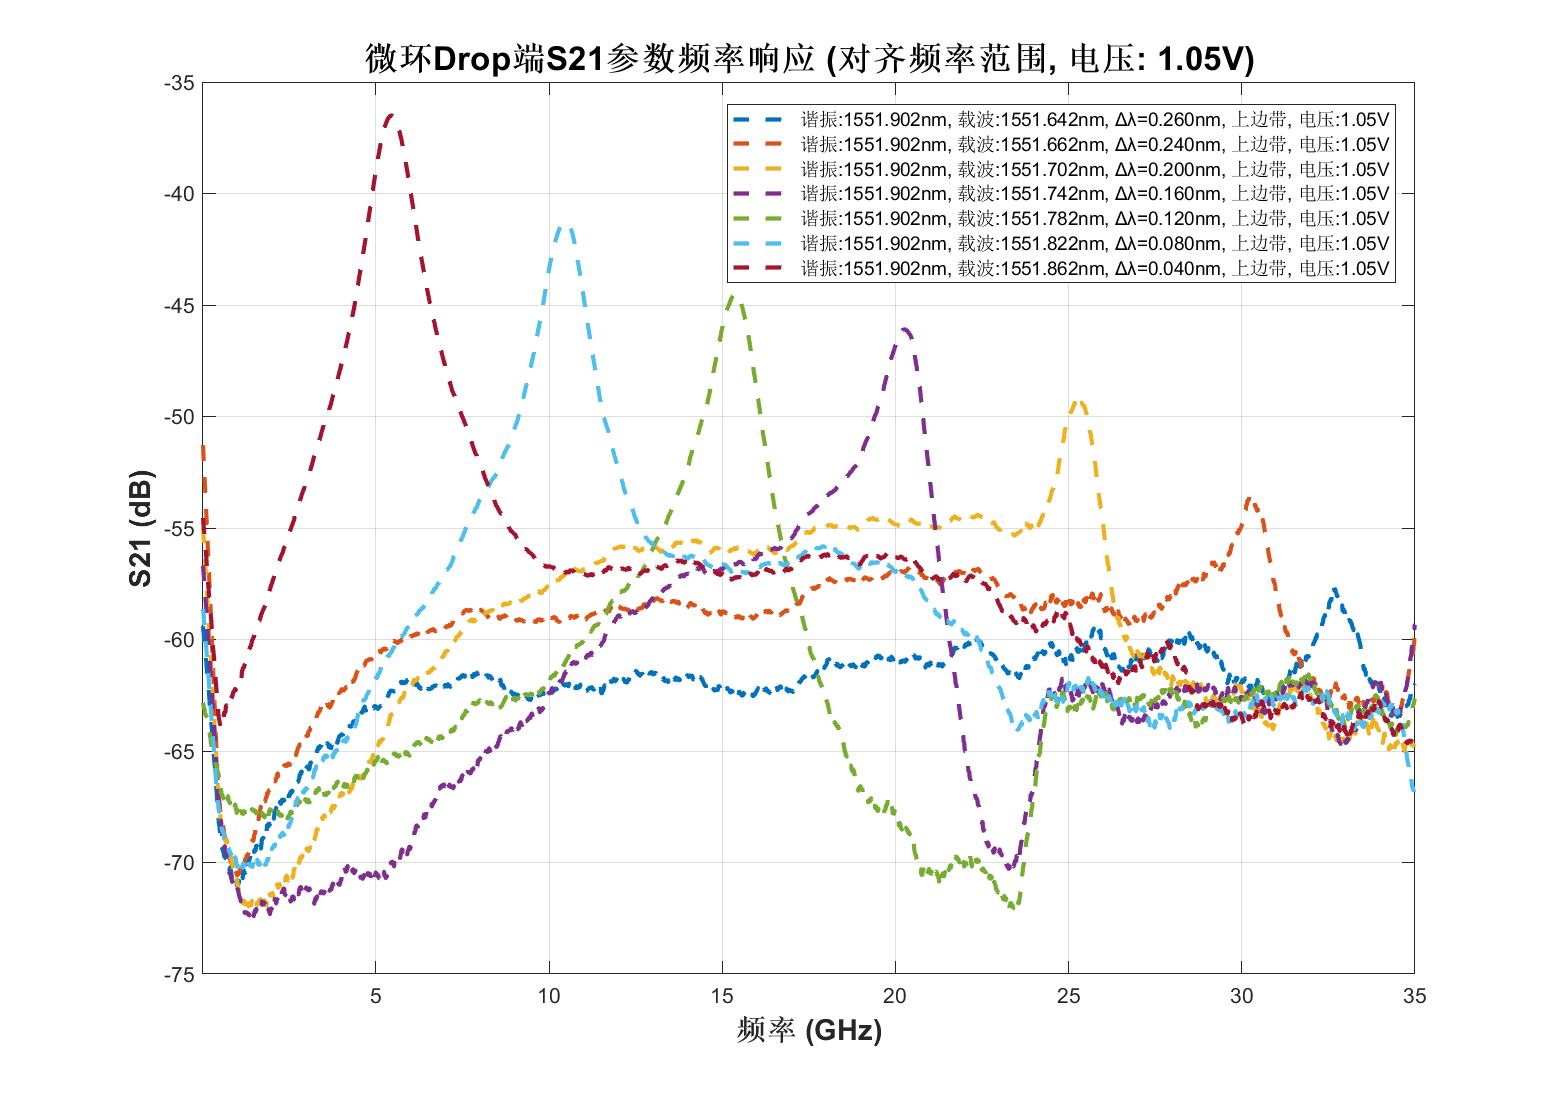 微环Drop端S21参数频率响应 (对齐频率范围, 电压: 1.05V)
谐振:1551.902nm, 载波:1551.642nm, Δλ=0.260nm, 上边带, 电压:1.05V
谐振:1551.902nm, 载波:1551.662nm, Δλ=0.240nm, 上边带, 电压:1.05V
谐振:1551.902nm, 载波:1551.702nm, Δλ=0.200nm, 上边带, 电压:1.05V
谐振:1551.902nm, 载波:1551.742nm, Δλ=0.160nm, 上边带, 电压:1.05V
谐振:1551.902nm, 载波:1551.782nm, Δλ=0.120nm, 上边带, 电压:1.05V
谐振:1551.902nm, 载波:1551.822nm, Δλ=0.080nm, 上边带, 电压:1.05V
谐振:1551.902nm, 载波:1551.862nm, Δλ=0.040nm, 上边带, 电压:1.05V
S21 (dB)
-35
-40
-45
-50
-55
-60
-65
-70
-75
5 10 15 20 25 30 35
频率 (GHz)